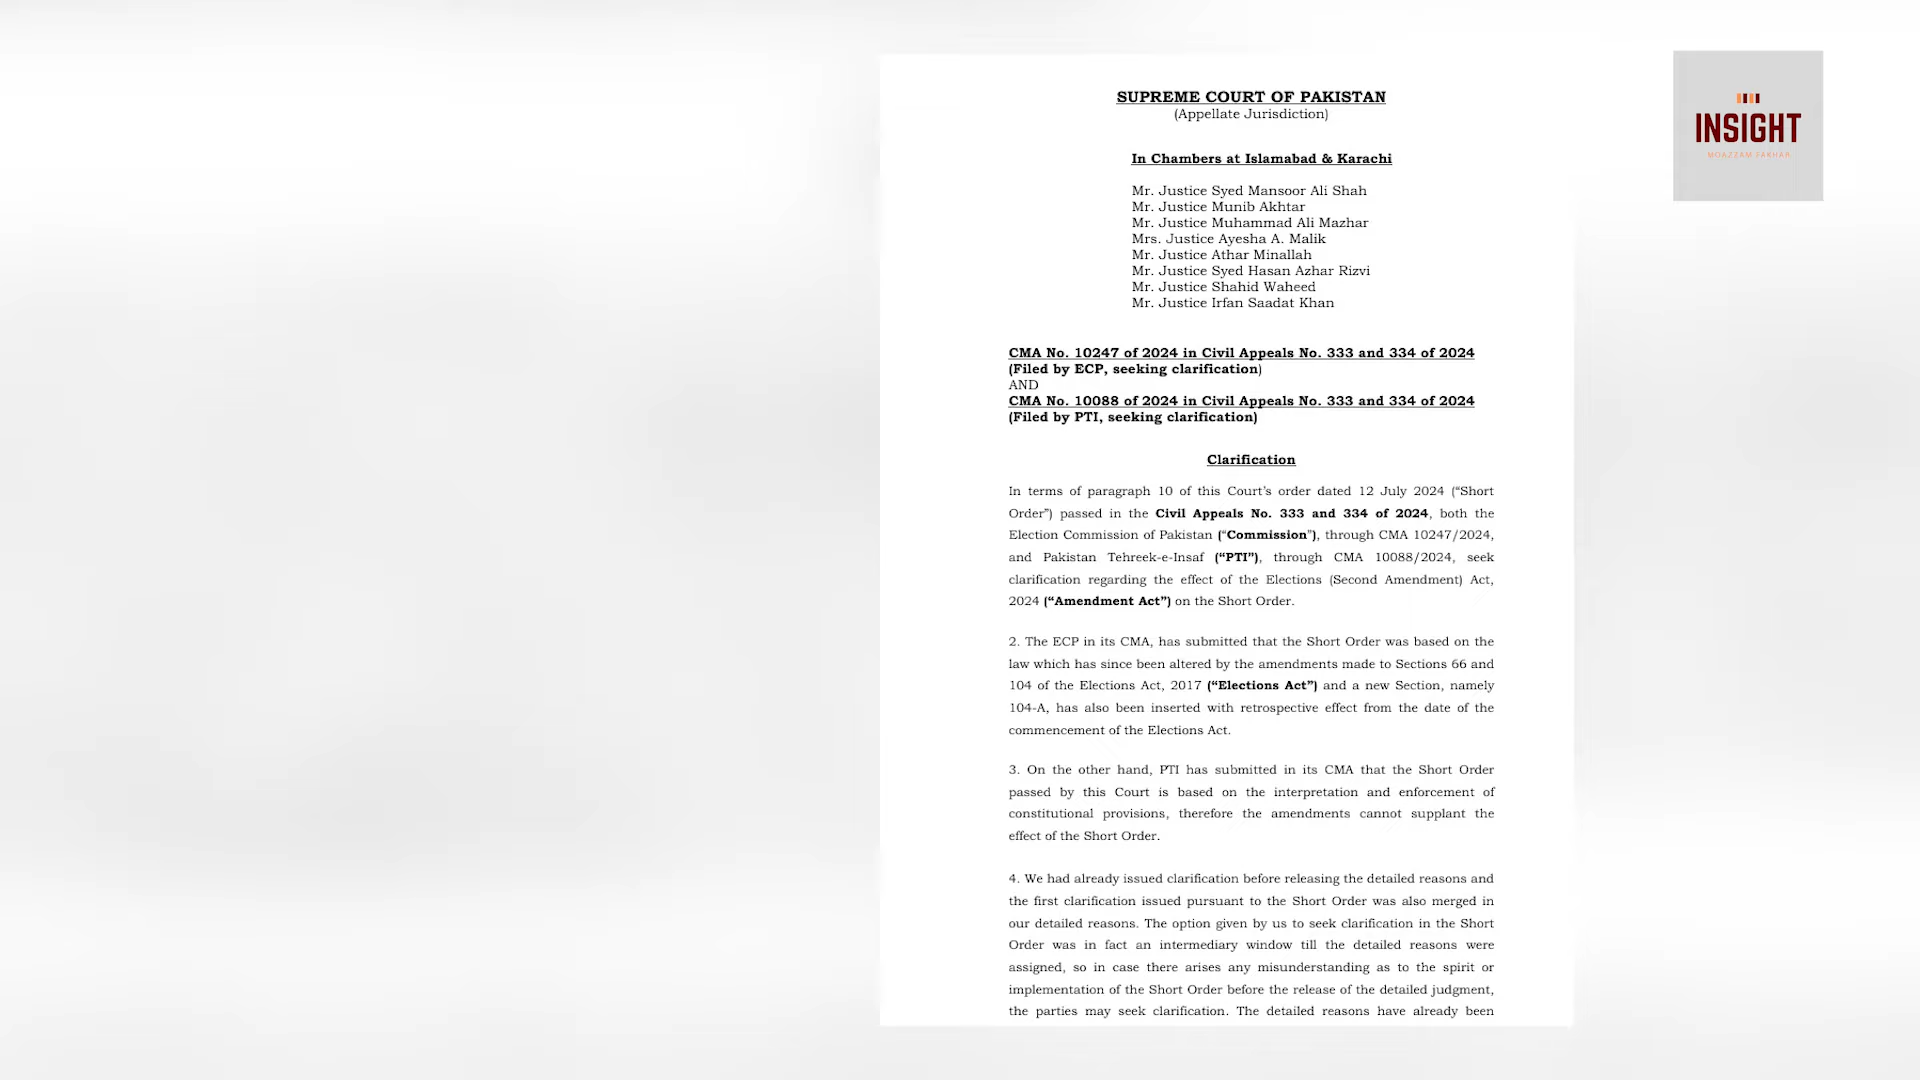 SUPREME COURT OF PAKISTAN
(Appellate Jurisdiction)
In Chambers at Islamabad & Karachi
Mr. Justice Syed Mansoor Ali Shah
Mr. Justice Munib Akhtar
Mr. Justice Muhammad Ali Mazhar
Mrs. Justice Ayesha A. Malik
Mr. Justice Athar Minallah
Mr. Justice Syed Hasan Azhar Rizvi
Mr. Justice Shahid Waheed
Mr. Justice Irfan Saadat Khan
CMA No. 10247 of 2024 in Civil Appeals No. 333 and 334 of 2024
(Filed by ECP, seeking clarification)
AND
CMA No. 10088 of 2024 in Civil Appeals No. 333 and 334 of 2024
(Filed by PTI, seeking clarification)
Clarification
In terms of paragraph 10 of this Court’s order dated 12 July 2024 (“Short
Order”) passed in the Civil Appeals No. 333 and 334 of 2024, both the
Election Commission of Pakistan (“Commission”), through CMA 10247/2024,
and Pakistan Tehreek-e-Insaf (“PTI”), through CMA 10088/2024, seek
clarification regarding the effect of the Elections (Second Amendment) Act,
2024 (“Amendment Act”) on the Short Order.
2. The ECP in its CMA, has submitted that the Short Order was based on the
law which has since been altered by the amendments made to Sections 66 and
104 of the Elections Act, 2017 (“Elections Act”) and a new Section, namely
104-A, has also been inserted with retrospective effect from the date of the
commencement of the Elections Act.
3. On the other hand, PTI has submitted in its CMA that the Short Order
passed by this Court is based on the interpretation and enforcement of
constitutional provisions, therefore the amendments cannot supplant the
effect of the Short Order.
4. We had already issued clarification before releasing the detailed reasons and
the first clarification issued pursuant to the Short Order was also merged in
our detailed reasons. The option given by us to seek clarification in the Short
Order was in fact an intermediary window till the detailed reasons were
assigned, so in case there arises any misunderstanding as to the spirit or
implementation of the Short Order before the release of the detailed judgment,
the parties may seek clarification. The detailed reasons have already been
INSIGHT
MOAZZAM FAKHAR